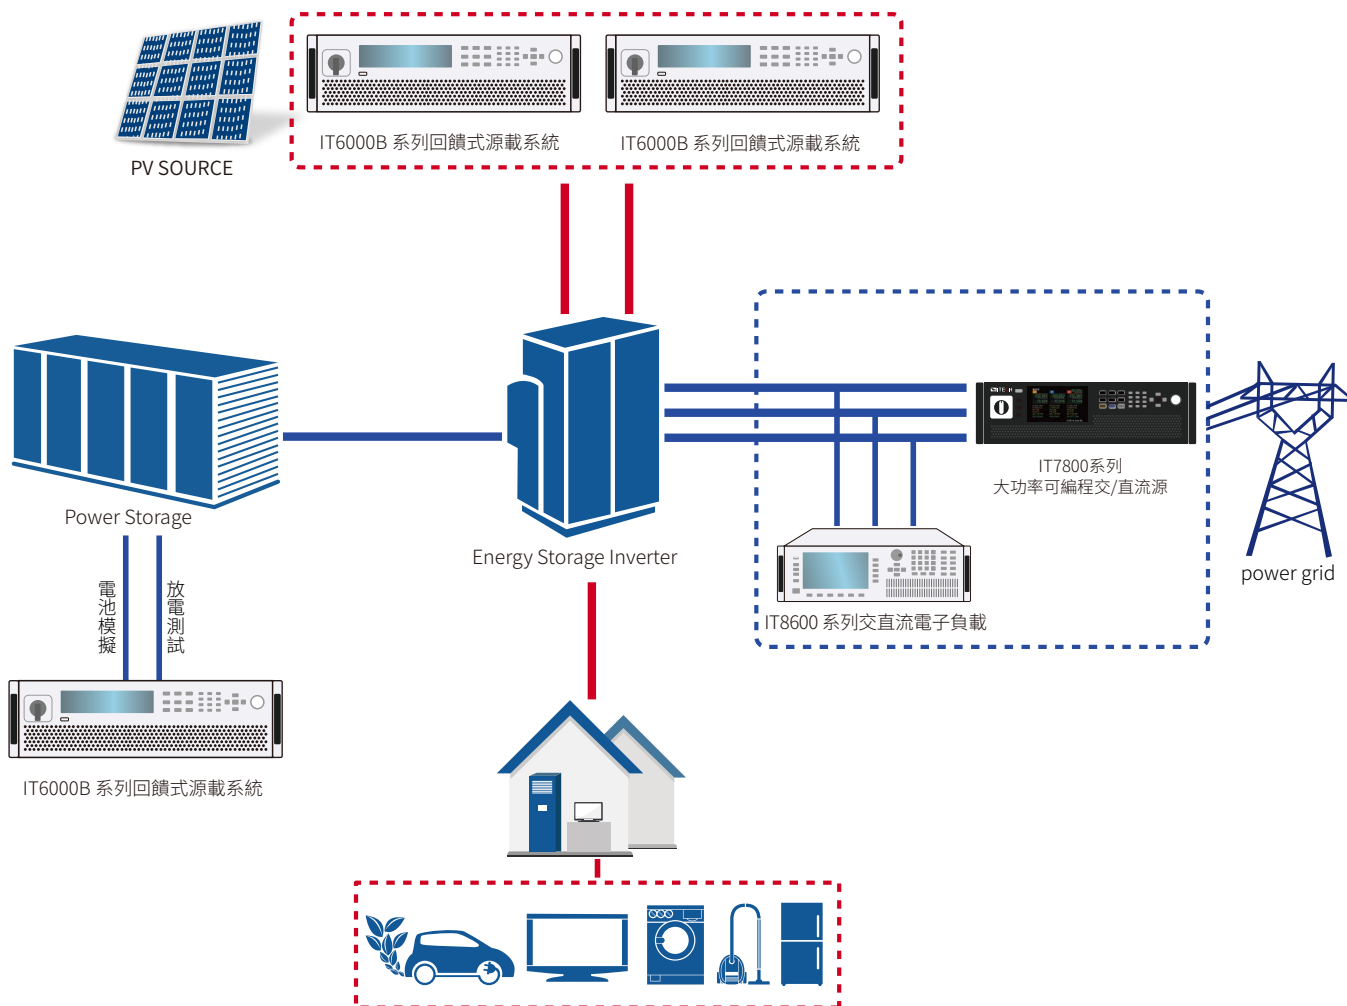 IT6000B 系列回饋式源載系統
IT6000B 系列回饋式源載系統
PV SOURCE
ITECH
IT7800系列
大功率可編程交/直流源
Power Storage
Energy Storage Inverter
power grid
IT8600 系列交直流電子負載
電池模擬
放電測試
IT6000B 系列回饋式源載系統